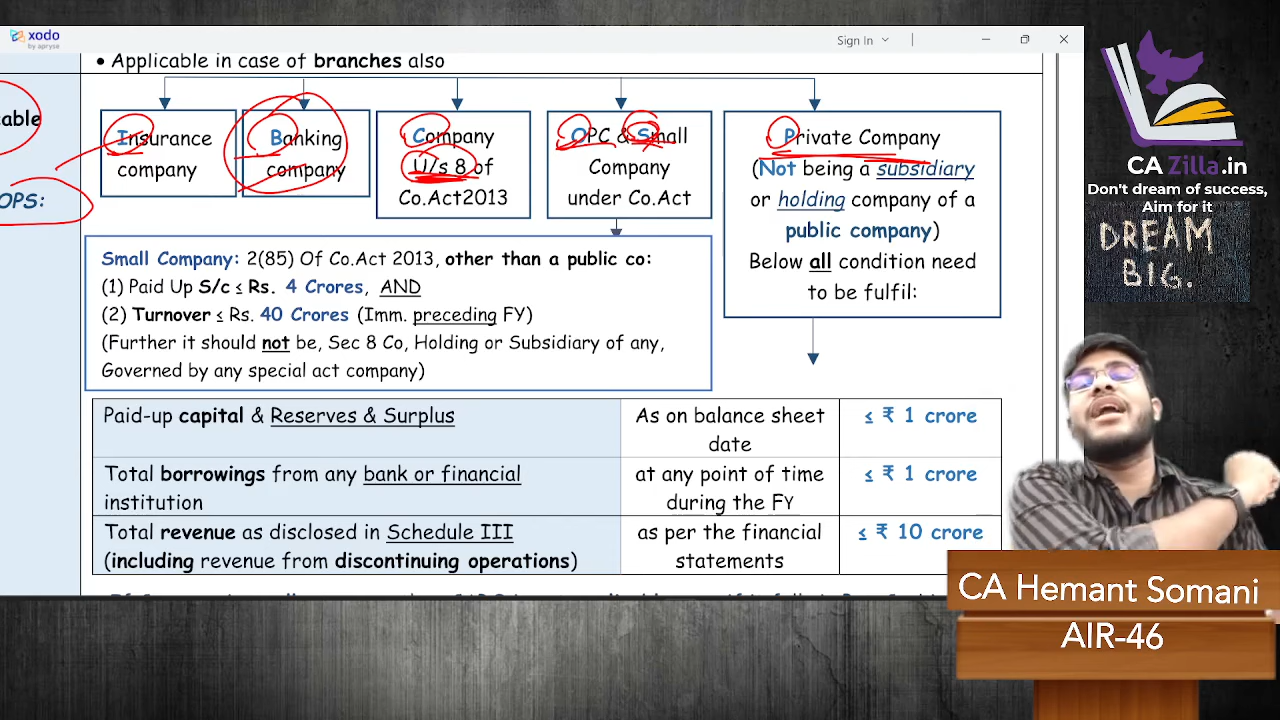 xodo
by apryse
Sign In
• Applicable in case of branches also
cable
OPS:
Insurance
company
Banking
company
Company
U/s 8 of
Co.Act2013
OPC & Small
Company
under Co.Act
Private Company
(Not being a subsidiary
or holding company of a
public company)
Below all condition need
to be fulfil:
Small Company: 2(85) Of Co.Act 2013, other than a public co:
(1) Paid Up S/c ≤ Rs. 4 Crores, AND
(2) Turnover ≤ Rs. 40 Crores (Imm. preceding FY)
(Further it should not be, Sec 8 Co, Holding or Subsidiary of any,
Governed by any special act company)
Paid-up capital & Reserves & Surplus
As on balance sheet
date
≤ ₹ 1 crore
Total borrowings from any bank or financial
institution
at any point of time
during the FY
≤ ₹ 1 crore
Total revenue as disclosed in Schedule III
(including revenue from discontinuing operations)
as per the financial
statements
≤ ₹ 10 crore
CA Zilla.in
Don't dream of success,
Aim for it
DREAM
BIG.
CA Hemant Somani
AIR-46